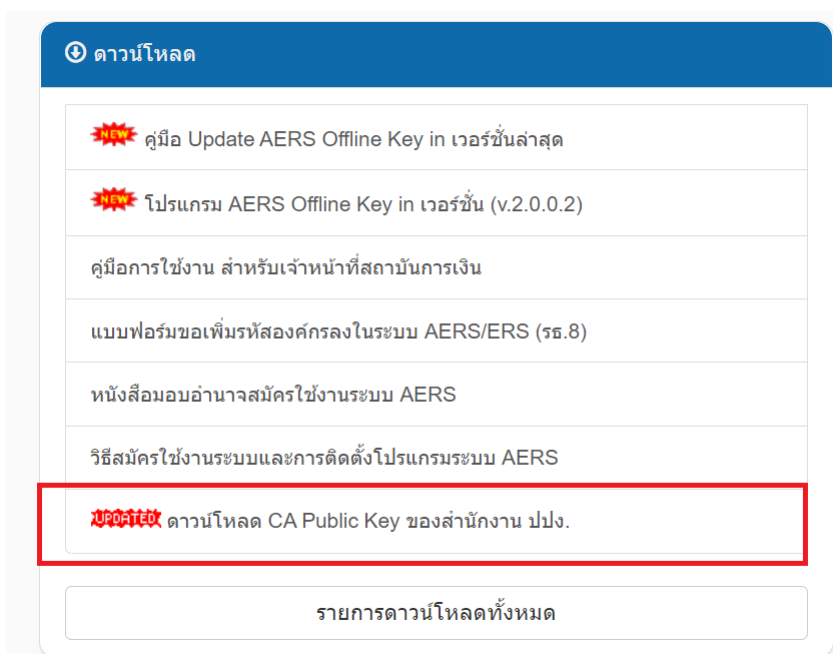 ดาวน์โหลด
NEW คู่มือ Update AERS Offline Key in เวอร์ชั่นล่าสุด
NEW โปรแกรม AERS Offline Key in เวอร์ชั่น (v.2.0.0.2)
คู่มือการใช้งาน สำหรับเจ้าหน้าที่สถาบันการเงิน
แบบฟอร์มขอเพิ่มรหัสองค์กรลงในระบบ AERS/ERS (รธ.8)
หนังสือมอบอำนาจสมัครใช้งานระบบ AERS
วิธีสมัครใช้งานระบบและการติดตั้งโปรแกรมระบบ AERS
UPDATED ดาวน์โหลด CA Public Key ของสำนักงาน ปปง.
รายการดาวน์โหลดทั้งหมด